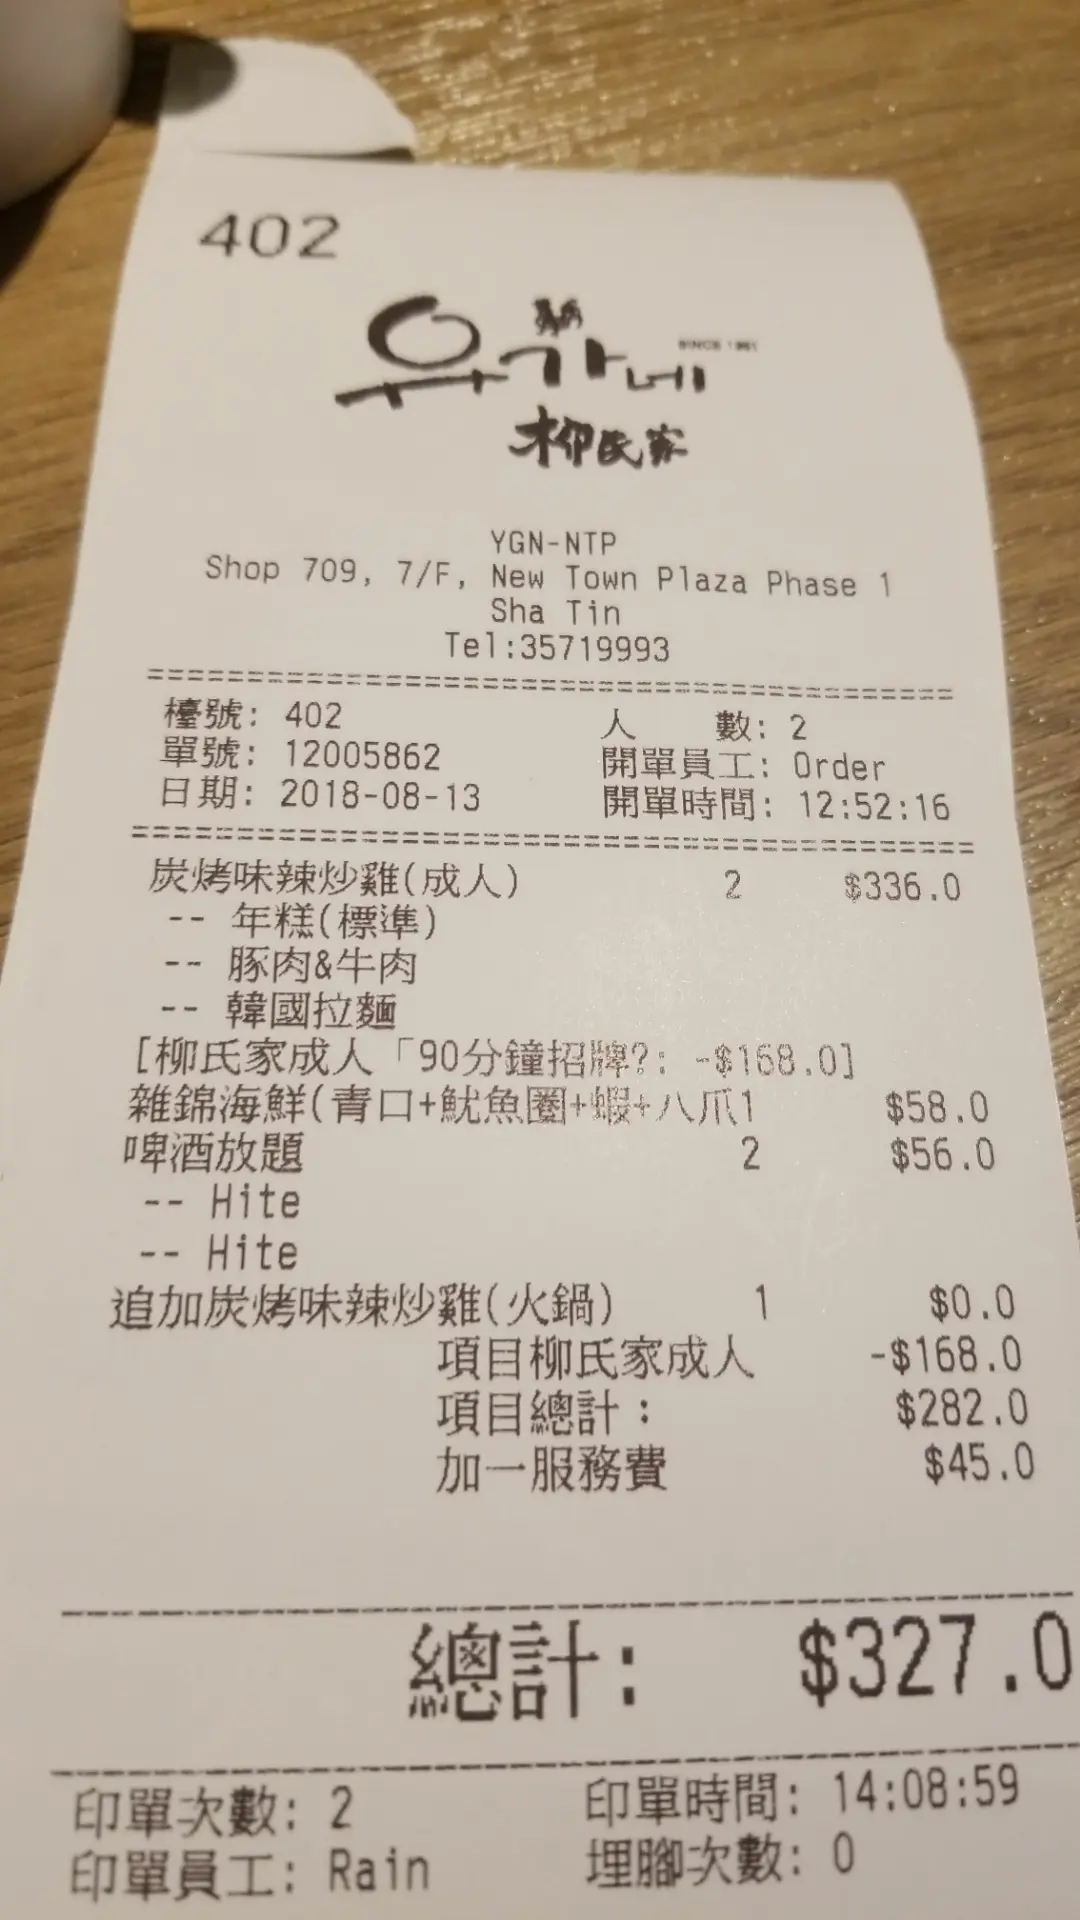 402
유가네
SINCE 1981
柳氏家
YGN-NTP
Shop 709, 7/F, New Town Plaza Phase 1
Sha Tin
Tel:35719993
檯號: 402 人 數: 2
單號: 12005862 開單員工: Order
日期: 2018-08-13 開單時間: 12:52:16
炭烤味辣炒雞(成人) 2 $336.0
-- 年糕(標準)
-- 豚肉&牛肉
-- 韓國拉麵
[柳氏家成人「90分鐘招牌?: -$168.0]
雜錦海鮮(青口+魷魚圈+蝦+八爪1 $58.0
啤酒放題 2 $56.0
-- Hite
-- Hite
追加炭烤味辣炒雞(火鍋) 1 $0.0
項目柳氏家成人 -$168.0
項目總計: $282.0
加一服務費 $45.0
總計: $327.0
印單次數: 2 印單時間: 14:08:59
印單員工: Rain 埋腳次數: 0